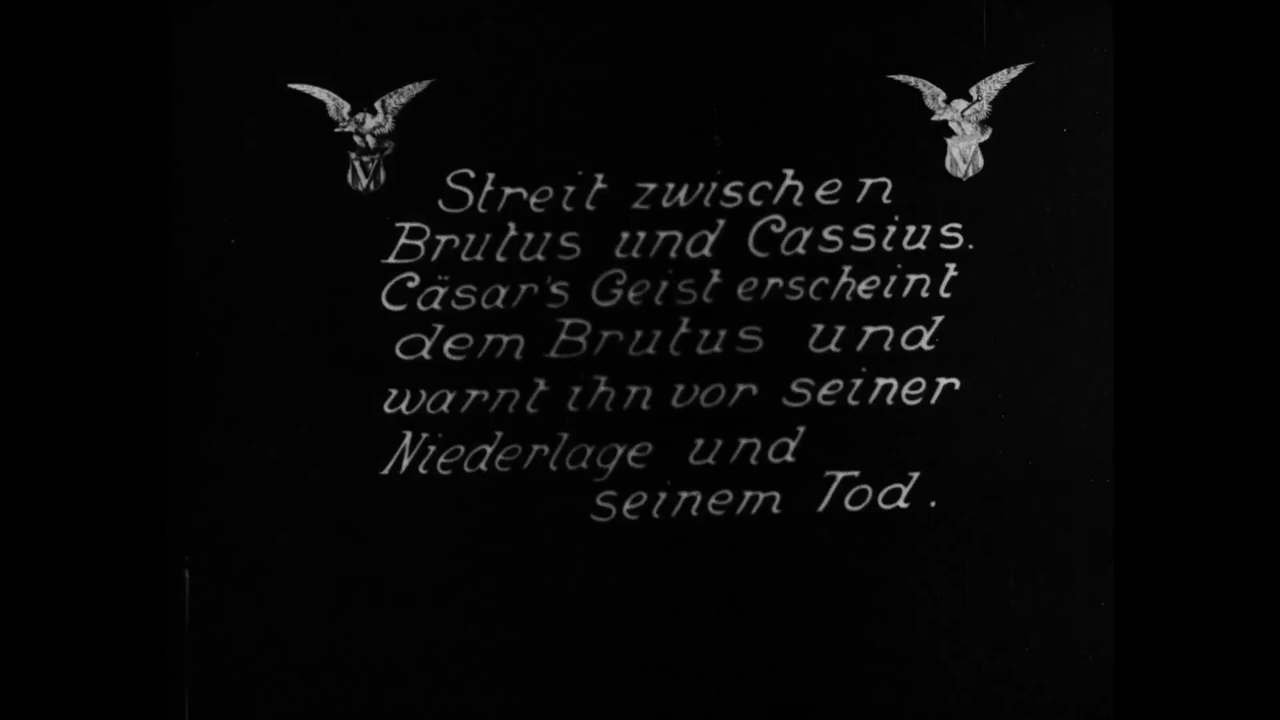 V V
Streit zwischen
Brutus und Cassius.
Cäsar's Geist erscheint
dem Brutus und
warnt ihn vor seiner
Niederlage und
seinem Tod.